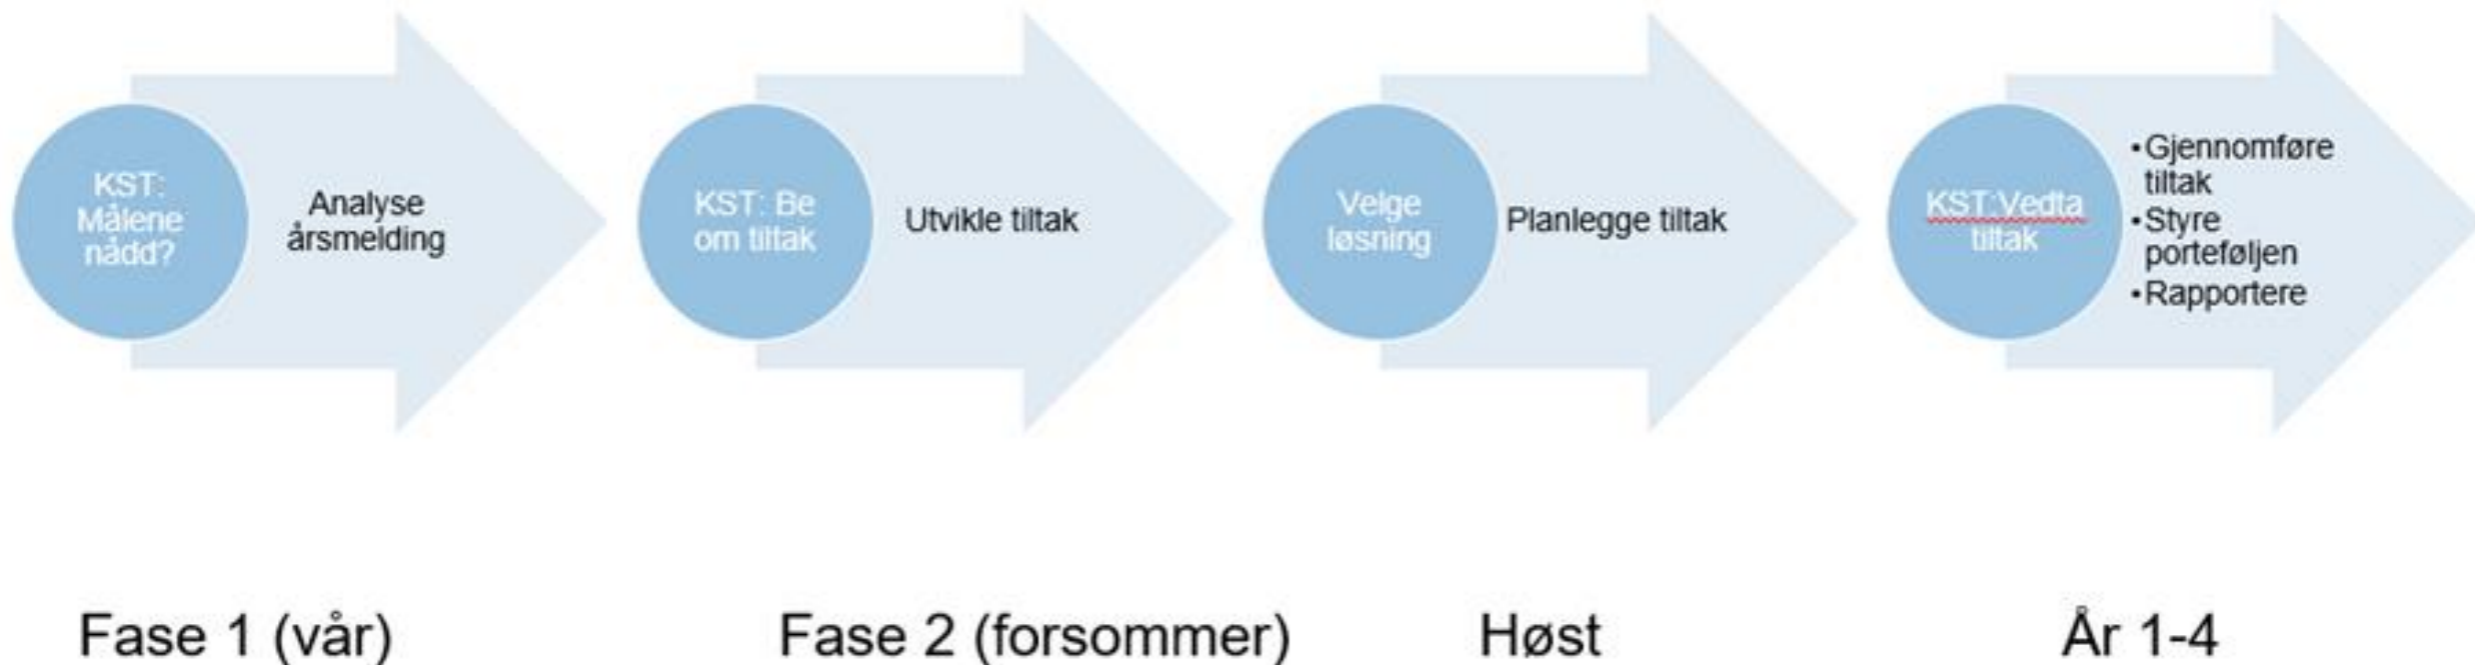 KST:
Målene
nådd?
Analyse
årsmelding
KST: Be
om tiltak
Utvikle tiltak
Velge
løsning
Planlegge tiltak
KST:Vedta
tiltak
•Gjennomføre
tiltak
•Styre
porteføljen
•Rapportere
Fase 1 (vår)
Fase 2 (forsommer)
Høst
År 1-4